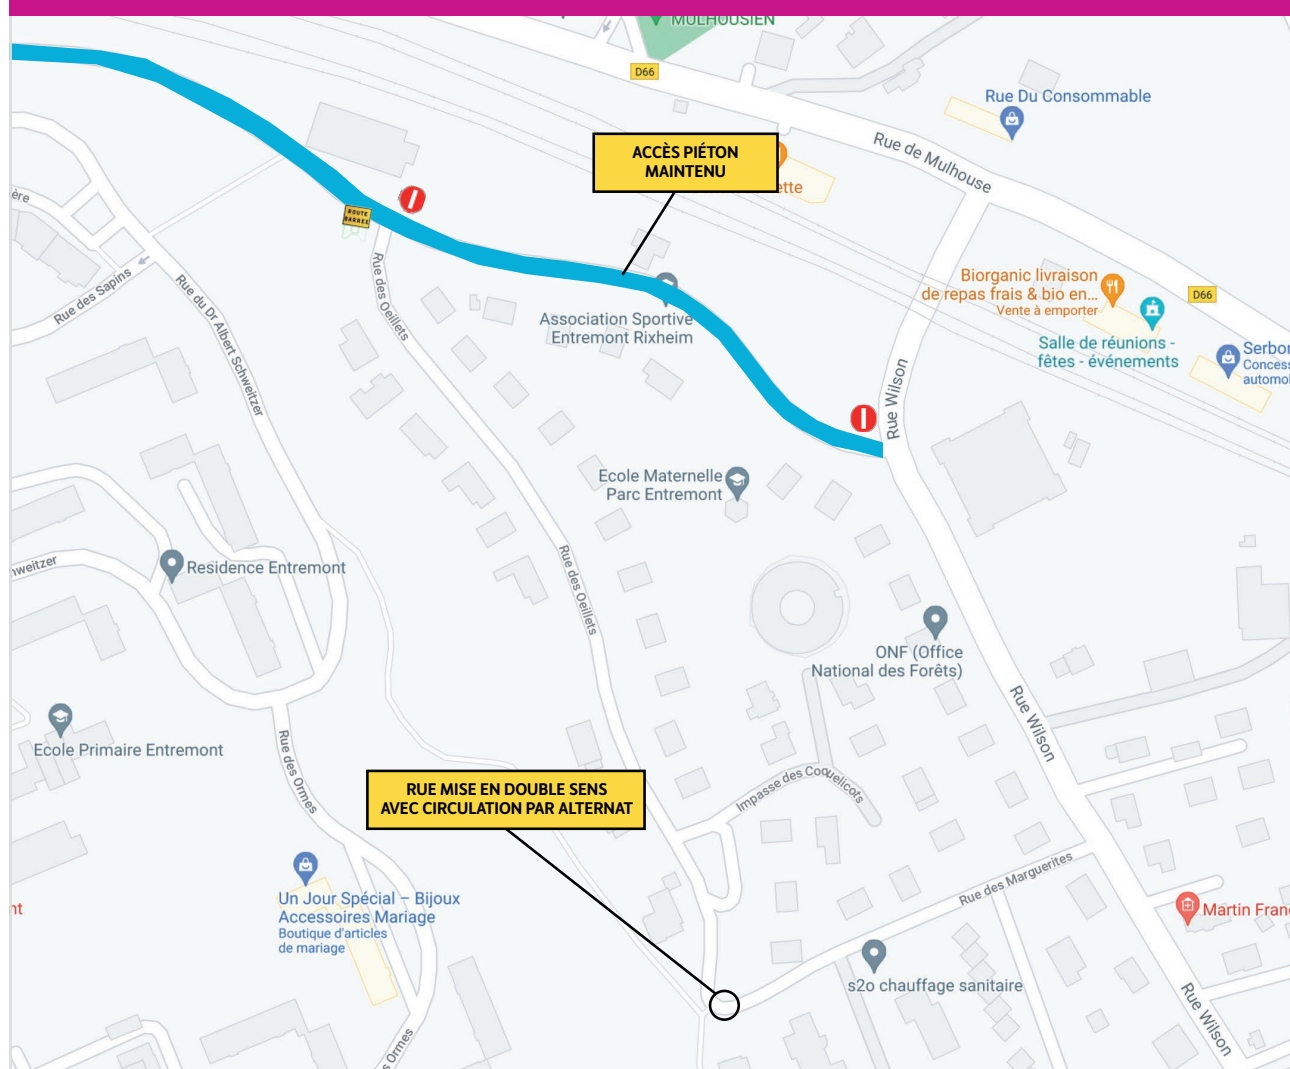 MULHOUSIEN
D66
Rue Du Consommable
ACCÈS PIÉTON
MAINTENU
ette
Rue de Mulhouse
ère
ROUTE
BARRÉE
Rue des Sapins
Rue du Dr Albert Schweitzer
Rue des Oeillets
Biorganic livraison
de repas frais & bio en...
Vente à emporter
D66
Association Sportive
Entremont Rixheim
Salle de réunions -
fêtes - événements
Serbor
Concess
automol
Rue Wilson
Ecole Maternelle
Parc Entremont
hweitzer
Residence Entremont
Rue des Oeillets
ONF (Office
National des Forêts)
Rue Wilson
Ecole Primaire Entremont
Rue des Ormes
RUE MISE EN DOUBLE SENS
AVEC CIRCULATION PAR ALTERNAT
Impasse des Coquelicots
Rue des Marguerites
Un Jour Spécial – Bijoux
Accessoires Mariage
Boutique d'articles
de mariage
nt
Martin Fran
s2o chauffage sanitaire
Rue Wilson
Ormes